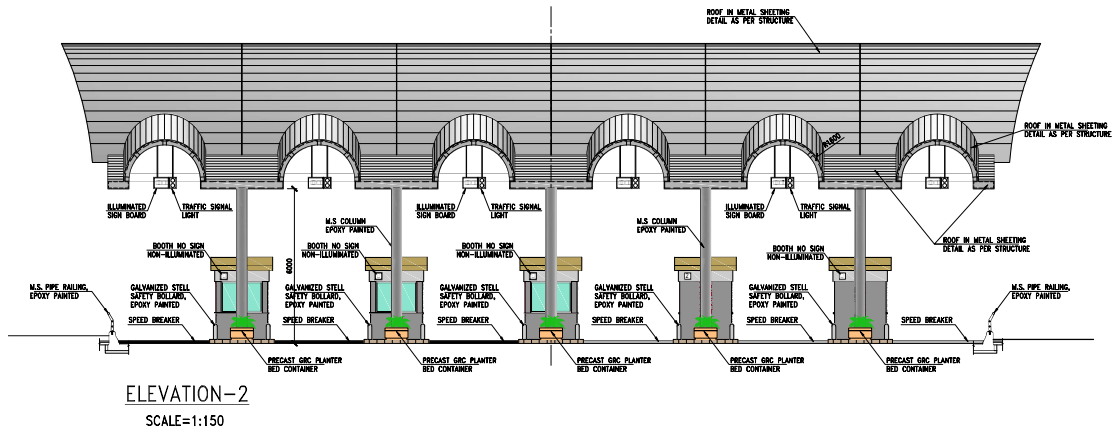 ROOF IN METAL SHEETING
DETAIL AS PER STRUCTURE
ROOF IN METAL SHEETING
DETAIL AS PER STRUCTURE
R1600
ILLUMINATED
SIGN BOARD
TRAFFIC SIGNAL
LIGHT
ILLUMINATED
SIGN BOARD
TRAFFIC SIGNAL
LIGHT
ILLUMINATED
SIGN BOARD
TRAFFIC SIGNAL
LIGHT
M.S COLUMN
EPOXY PAINTED
M.S COLUMN
EPOXY PAINTED
ROOF IN METAL SHEETING
DETAIL AS PER STRUCTURE
BOOTH NO SIGN
NON-ILLUMINATED
BOOTH NO SIGN
NON-ILLUMINATED
BOOTH NO SIGN
NON-ILLUMINATED
BOOTH NO SIGN
NON-ILLUMINATED
6000
M.S. PIPE RAILING,
EPOXY PAINTED
GALVANIZED STELL
SAFETY BOLLARD,
EPOXY PAINTED
GALVANIZED STELL
SAFETY BOLLARD,
EPOXY PAINTED
GALVANIZED STELL
SAFETY BOLLARD,
EPOXY PAINTED
GALVANIZED STELL
SAFETY BOLLARD,
EPOXY PAINTED
GALVANIZED STELL
SAFETY BOLLARD,
EPOXY PAINTED
M.S. PIPE RAILING,
EPOXY PAINTED
SPEED BREAKER
SPEED BREAKER
SPEED BREAKER
SPEED BREAKER
SPEED BREAKER
SPEED BREAKER
PRECAST GRC PLANTER
BED CONTAINER
PRECAST GRC PLANTER
BED CONTAINER
PRECAST GRC PLANTER
BED CONTAINER
PRECAST GRC PLANTER
BED CONTAINER
PRECAST GRC PLANTER
BED CONTAINER
ELEVATION-2
SCALE=1:150